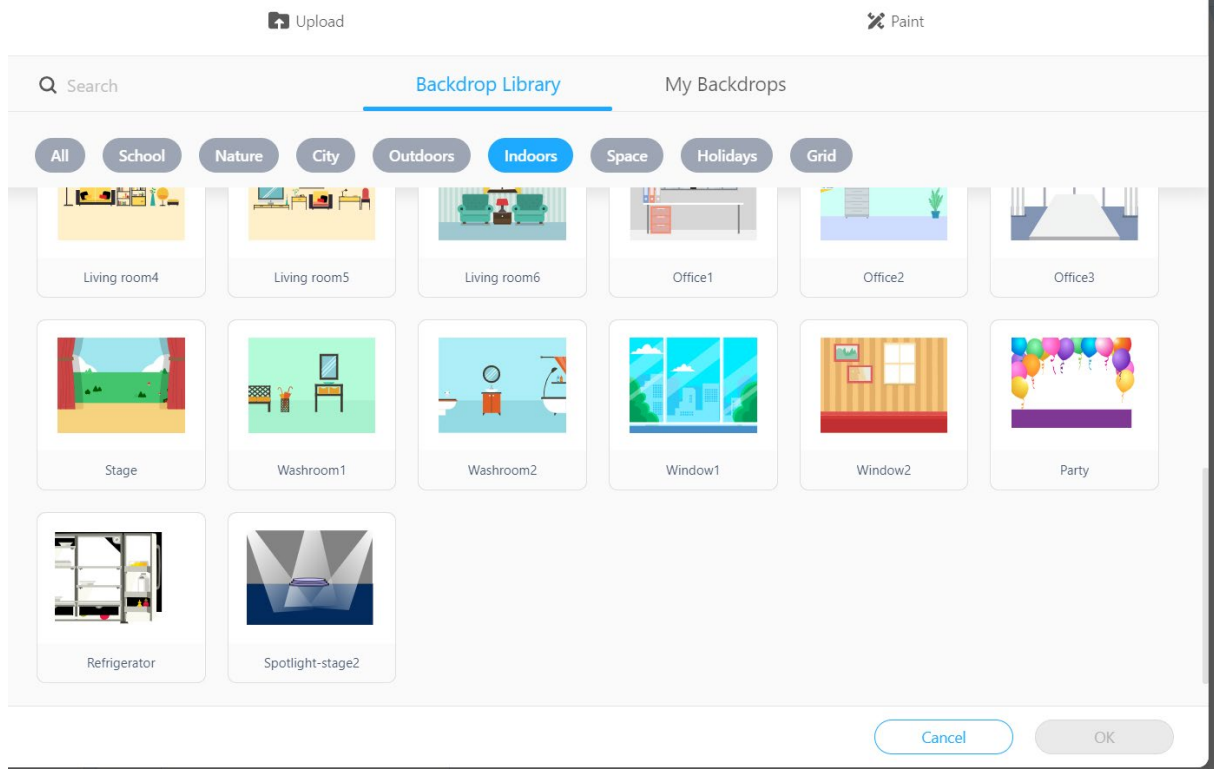 Upload
Paint
Search
Backdrop Library
My Backdrops
All
School
Nature
City
Outdoors
Indoors
Space
Holidays
Grid
Living room4
Living room5
Living room6
Office1
Office2
Office3
Stage
Washroom1
Washroom2
Window1
Window2
Party
Refrigerator
Spotlight-stage2
Cancel
OK